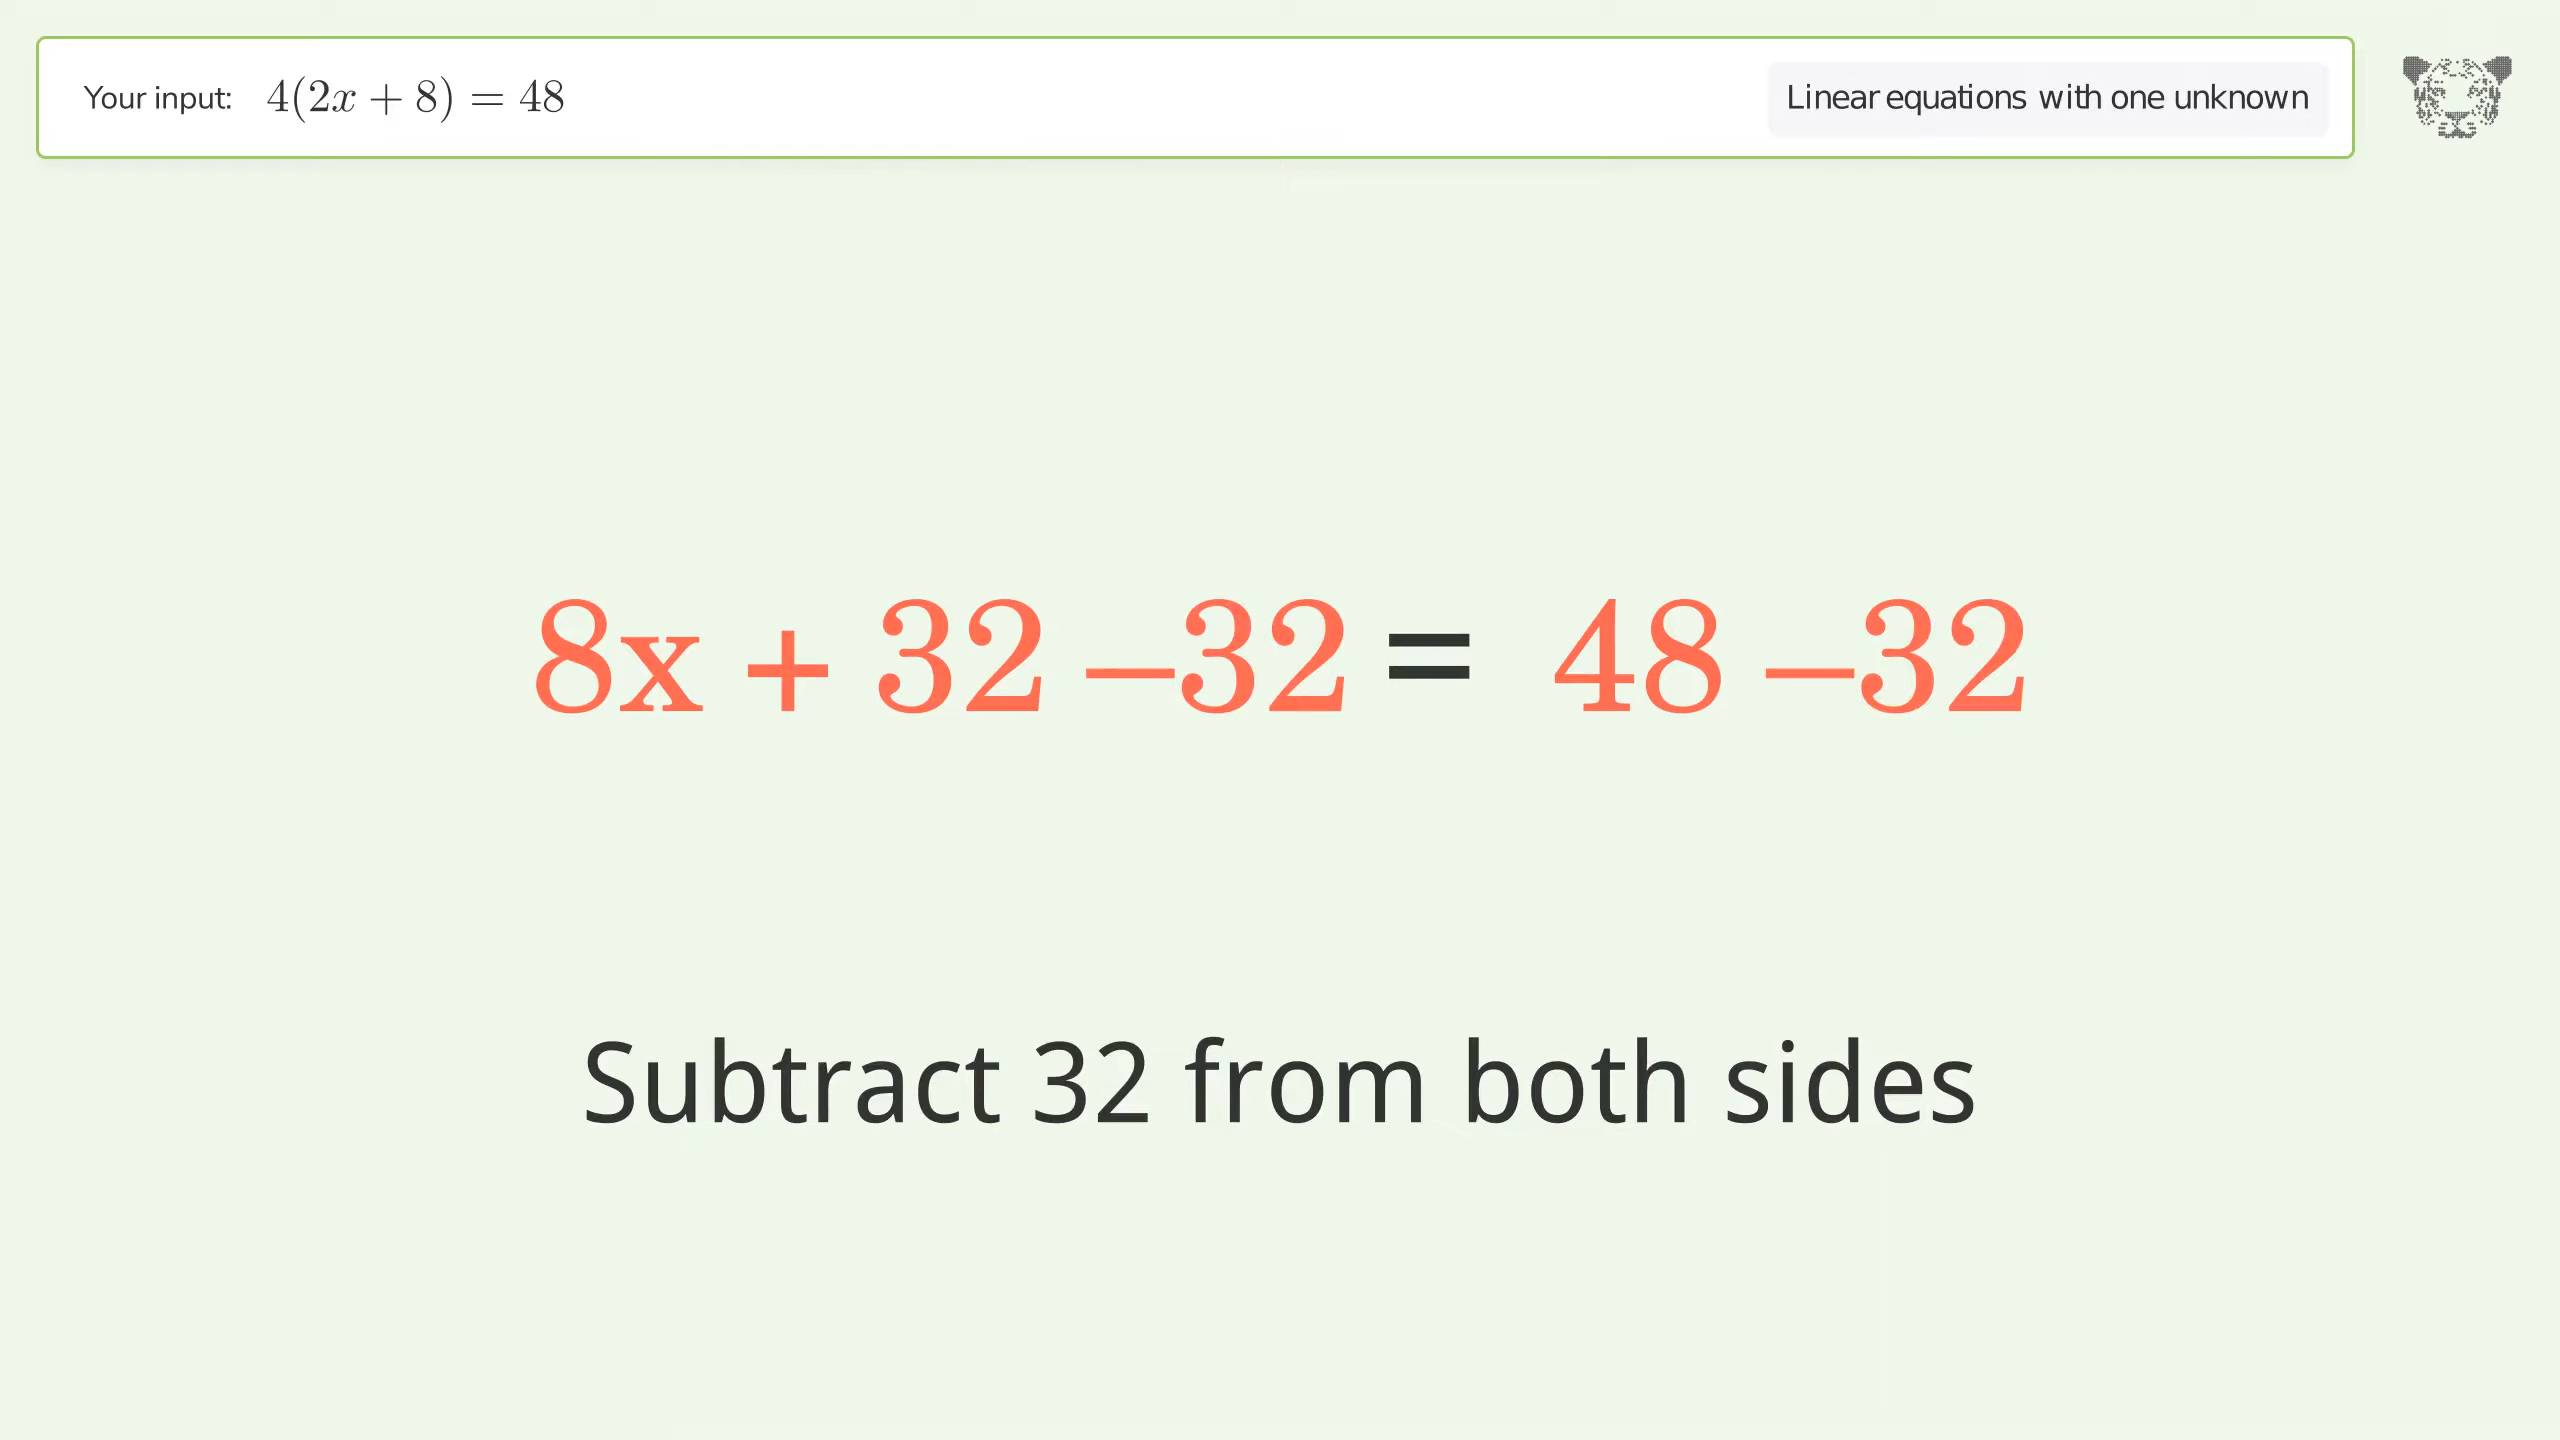 Your input: 4(2x + 8) = 48 Linear equations with one unknown
8x + 32 –32 = 48 –32
Subtract 32 from both sides